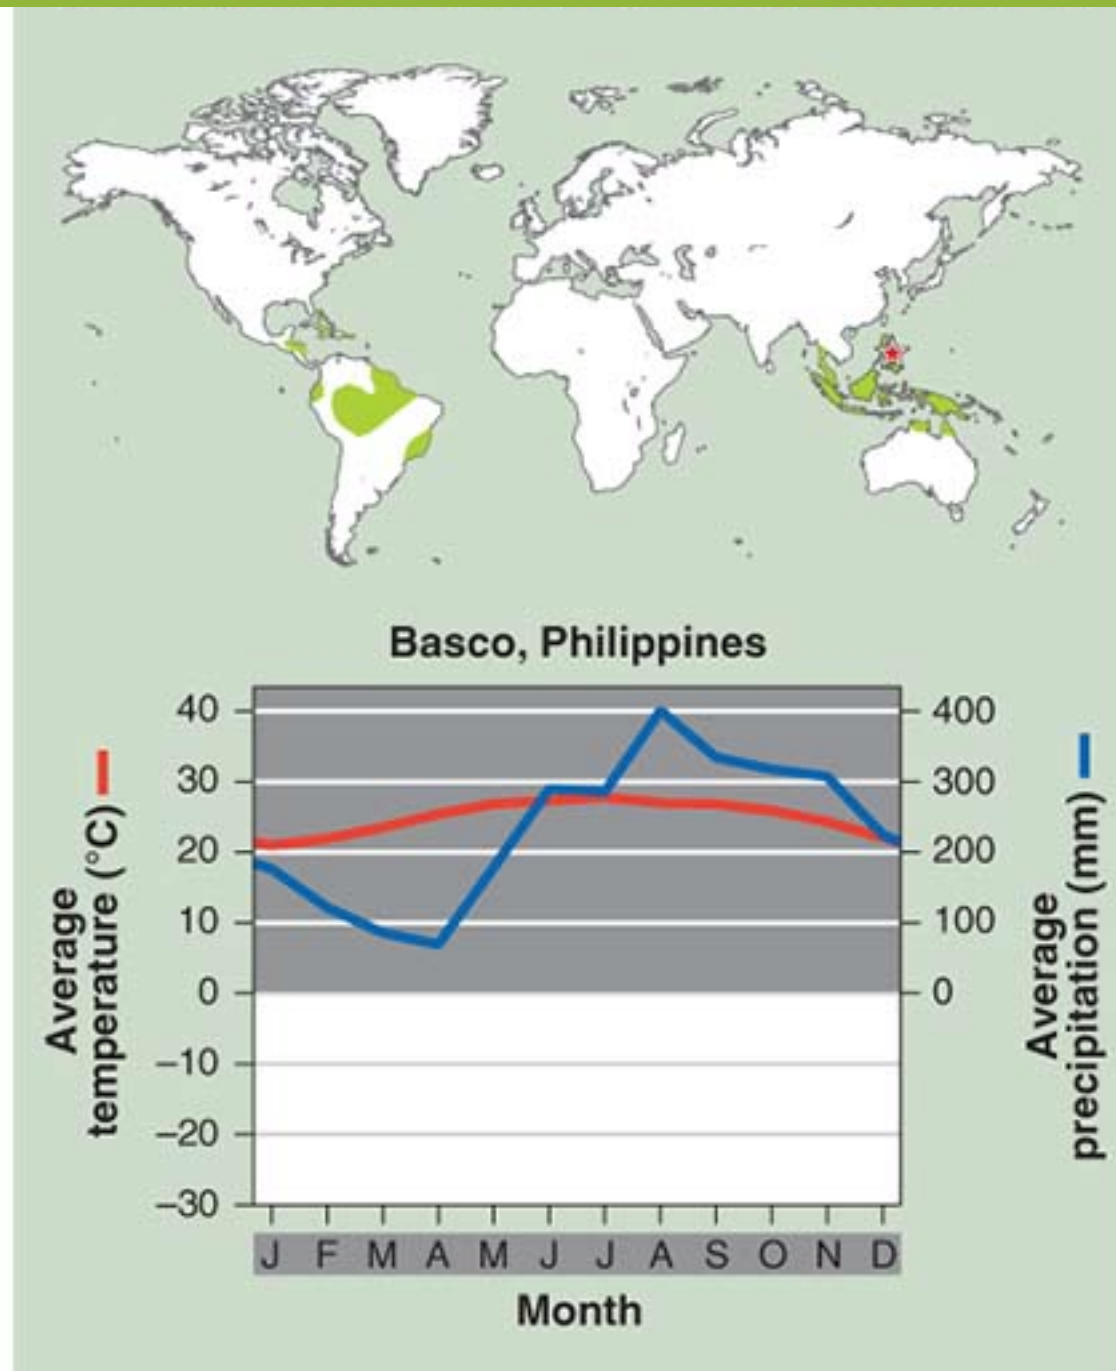 Basco, Philippines
40
30
20
10
0
–10
–20
–30
400
300
200
100
0
Average
temperature (°C)
Average
precipitation (mm)
J F M A M J J A S O N D
Month